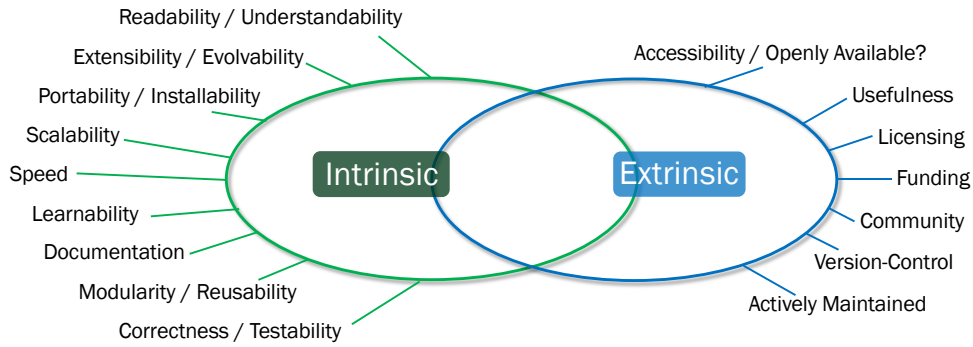 Readability / Understandability
Extensibility / Evolvability
Portability / Installability
Scalability
Speed
Learnability
Documentation
Modularity / Reusability
Correctness / Testability
Intrinsic
Extrinsic
Accessibility / Openly Available?
Usefulness
Licensing
Funding
Community
Version-Control
Actively Maintained